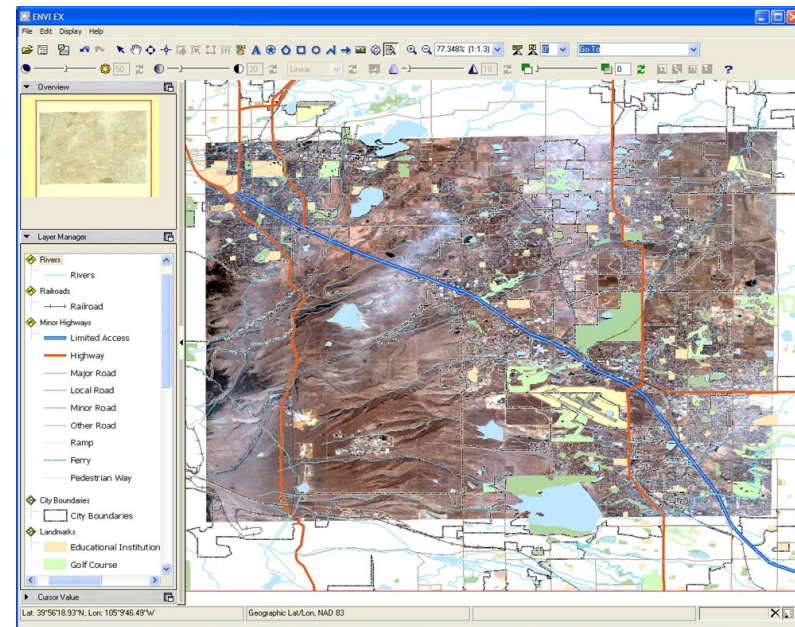 ENVI EX
File Edit Display Help
77.348% (1:1.3)
0°
Go To
50
20
Linear
10
0
?
Overview
Layer Manager
Rivers
Rivers
Railroads
Railroad
Minor Highways
Limited Access
Highway
Major Road
Local Road
Minor Road
Other Road
Ramp
Ferry
Pedestrian Way
City Boundaries
City Boundaries
Landmarks
Educational Institution
Golf Course
Cursor Value
Lat: 39°56'18.93"N, Lon: 105°9'46.49"W
Geographic Lat/Lon, NAD 83